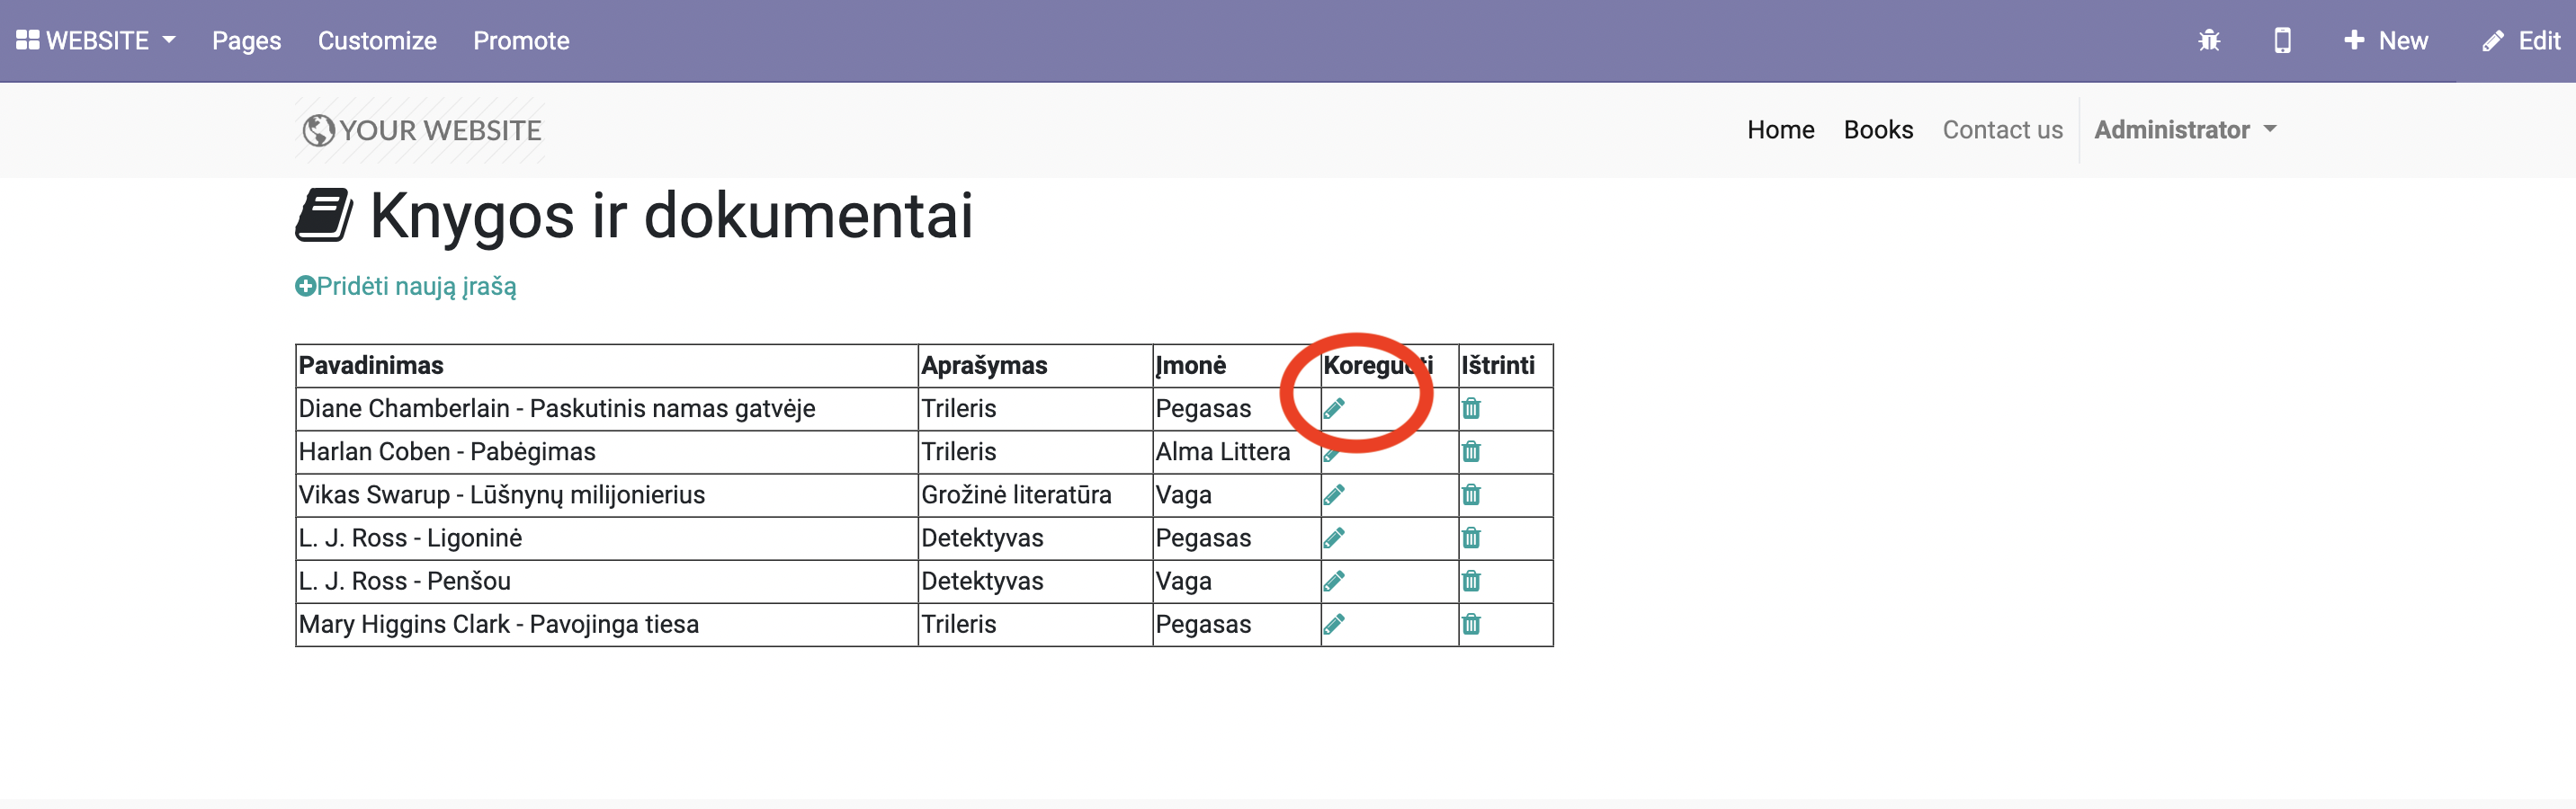 WEBSITE Pages Customize Promote New Edit
YOUR WEBSITE Home Books Contact us Administrator
Knygos ir dokumentai
Pridėti naują įrašą
Pavadinimas Aprašymas Įmonė Koreguoti Ištrinti
Diane Chamberlain - Paskutinis namas gatvėje Trileris Pegasas
Harlan Coben - Pabėgimas Trileris Alma Littera
Vikas Swarup - Lūšnynų milijonierius Grožinė literatūra Vaga
L. J. Ross - Ligoninė Detektyvas Pegasas
L. J. Ross - Penšou Detektyvas Vaga
Mary Higgins Clark - Pavojinga tiesa Trileris Pegasas